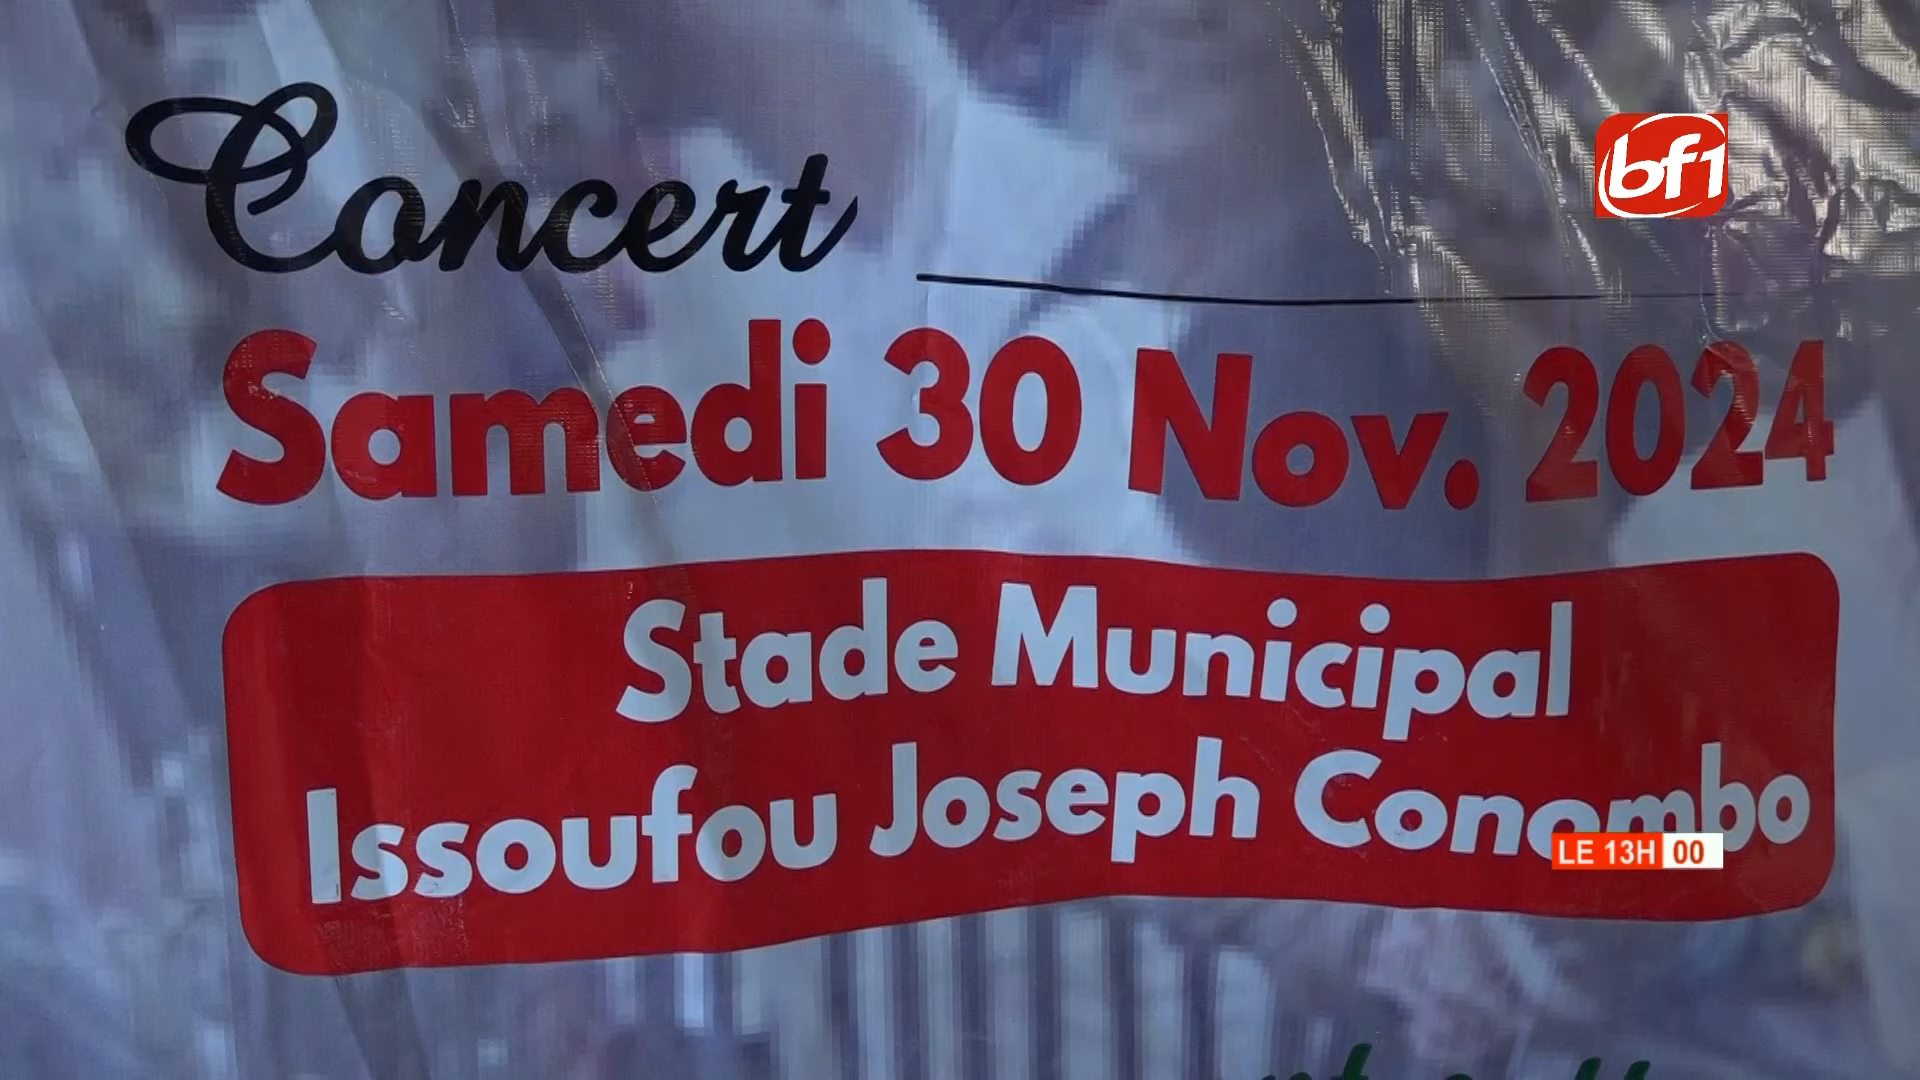 bf1
Concert
Samedi 30 Nov. 2024
Stade Municipal
Issoufou Joseph Conombo
LE 13H 00